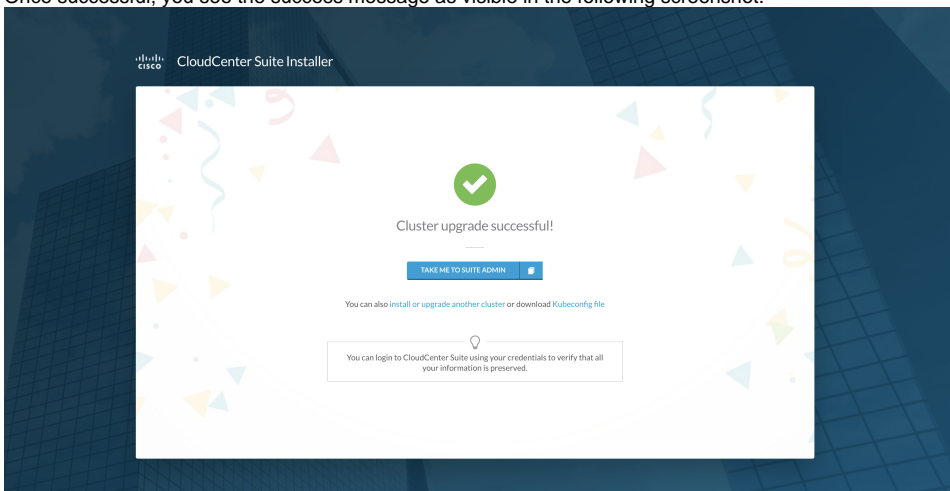 Once successful, you see the success message as visible in the following screenshot.
CISCO CloudCenter Suite Installer
Cluster upgrade successful!
TAKE ME TO SUITE ADMIN
You can also install or upgrade another cluster or download Kubeconfig file
You can login to CloudCenter Suite using your credentials to verify that all
your information is preserved.